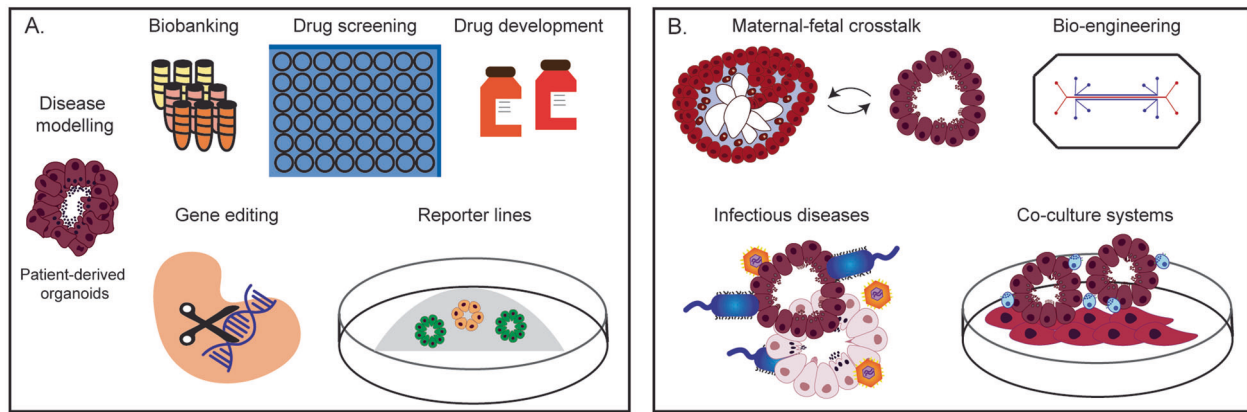 A.
Biobanking
Drug screening
Drug development
Disease
modelling
Patient-derived
organoids
Gene editing
Reporter lines
B.
Maternal-fetal crosstalk
Bio-engineering
Infectious diseases
Co-culture systems